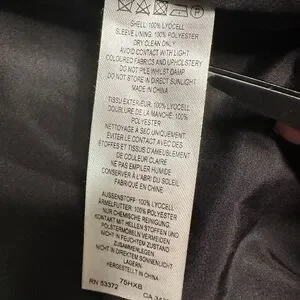 SHELL: 100% LYOCELL
SLEEVE LINING: 100% POLYESTER
DRY CLEAN ONLY
AVOID CONTACT WITH LIGHT
COLOURED FABRICS AND UPHOLSTERY
DO NOT PILE WHILST DAMP
DO NOT STORE IN DIRECT SUNLIGHT
MADE IN CHINA
TISSU EXTÉRIEUR: 100% LYOCELL
DOUBLURE DE LA MANCHE: 100%
POLYESTER
NETTOYAGE A SEC UNIQUEMENT
ÉVITER LE CONTACT AVEC DES
ÉTOFFES ET TISSUS D'AMEUBLEMENT
DE COULEUR CLAIRE
NE PAS EMPILER HUMIDE
CONSERVER À L'ABRI DU SOLEIL
FABRIQUÉ EN CHINE
AUSSENSTOFF: 100% LYOCELL
ÄRMELFUTTER: 100% POLYESTER
NUR CHEMISCHE REINIGUNG
KONTAKT MIT HELLEN STOFFEN UND
POLSTERMÖBELN VERMEIDEN
NICHT IN FEUCHTEM ZUSTAND
ZUSAMMENLEGEN
NICHT IN DIREKTEM SONNENLICHT
LAGERN
HERGESTELLT IN CHINA
75HXB
RN 53372 CA